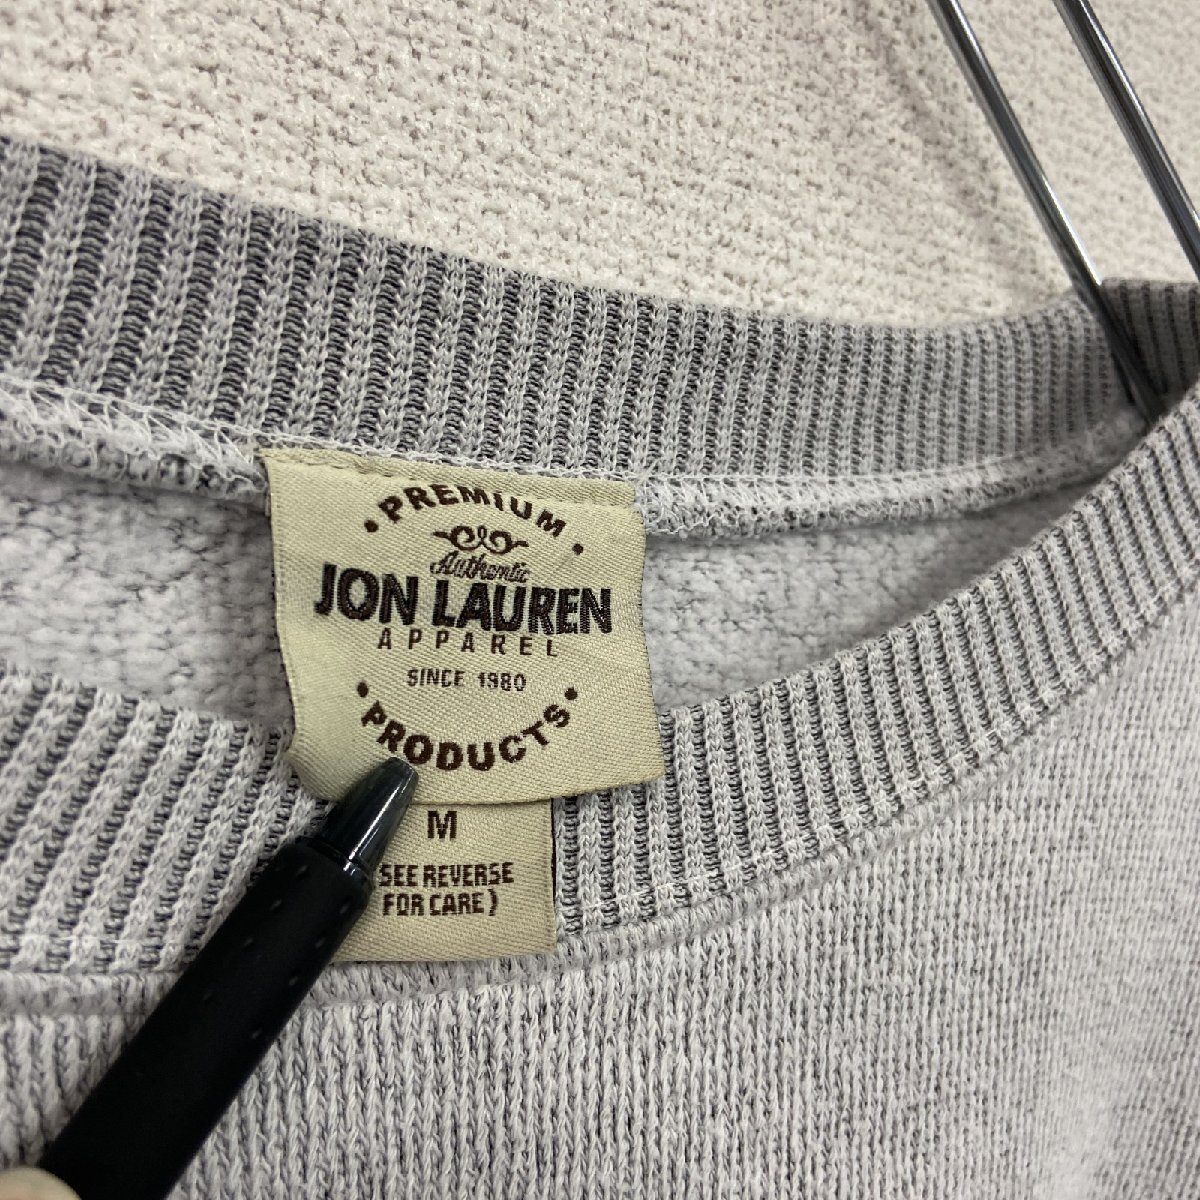 • PREMIUM •
Authentic
JON LAUREN
APPAREL
SINCE 1980
• PRODUCTS •
M
SEE REVERSE
FOR CARE)